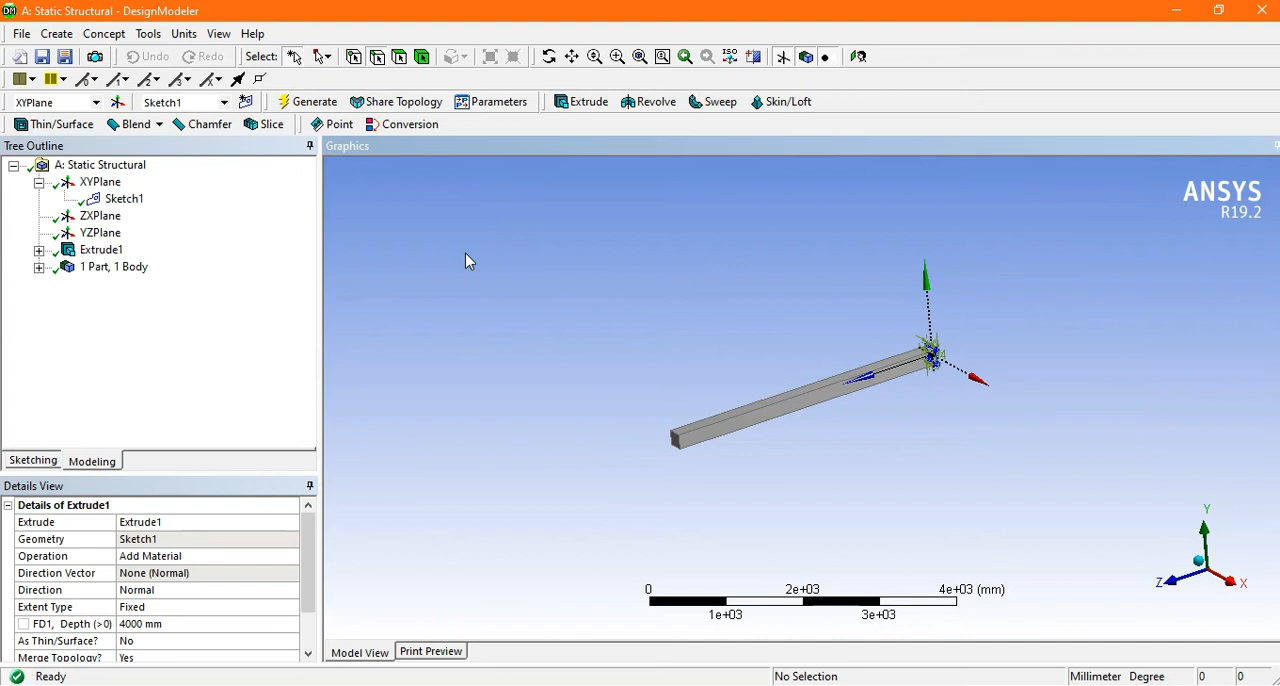 A: Static Structural - DesignModeler
File Create Concept Tools Units View Help
Undo Redo Select: ISO
XYPlane Sketch1 Generate Share Topology Parameters Extrude Revolve Sweep Skin/Loft
Thin/Surface Blend Chamfer Slice Point Conversion
Tree Outline
A: Static Structural
XYPlane
Sketch1
ZXPlane
YZPlane
Extrude1
1 Part, 1 Body
Sketching Modeling
Details View
Details of Extrude1
Extrude Extrude1
Geometry Sketch1
Operation Add Material
Direction Vector None (Normal)
Direction Normal
Extent Type Fixed
FD1, Depth (>0) 4000 mm
As Thin/Surface? No
Merge Topology? Yes
Graphics
ANSYS
R19.2
0 2e+03 4e+03 (mm)
1e+03 3e+03
Y
Z X
Model View Print Preview
Ready No Selection Millimeter Degree 0 0